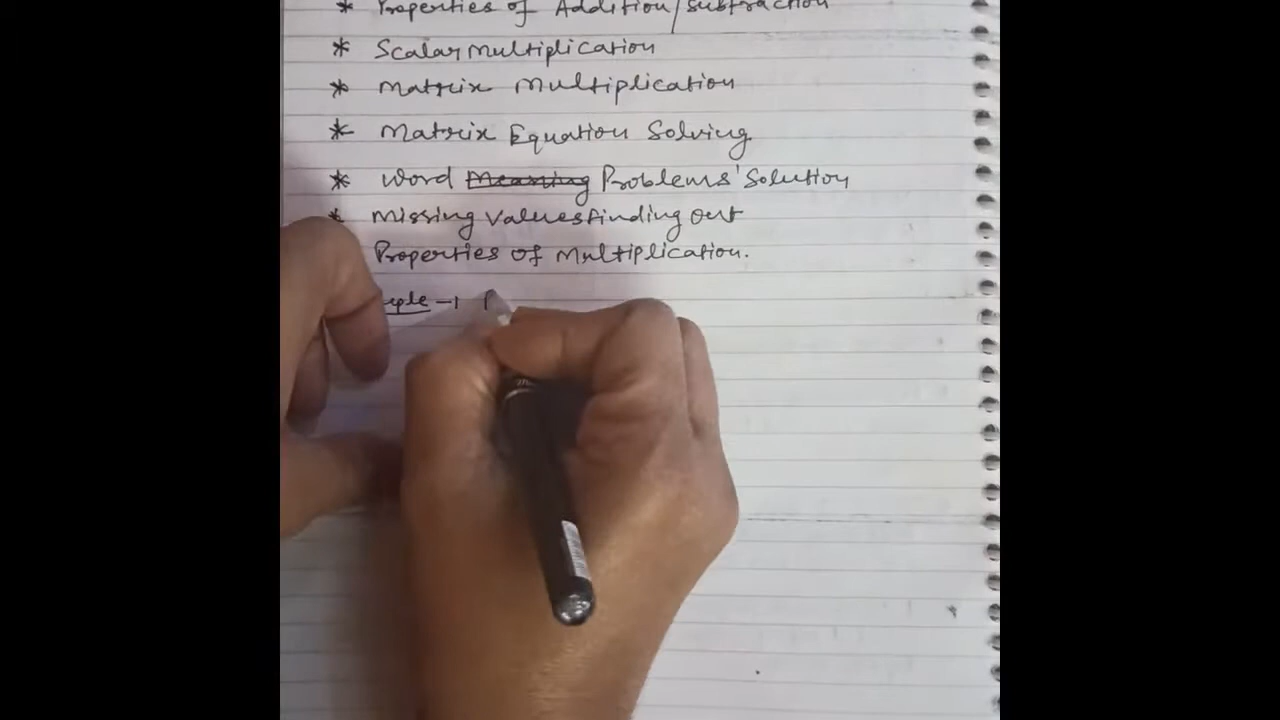 * Properties of Addition/Subtraction
* Scalar multiplication
* Matrix Multiplication
* Matrix Equation Solving
* Word Problems' Solution
* Missing Values finding out
Properties of Multiplication.
-1